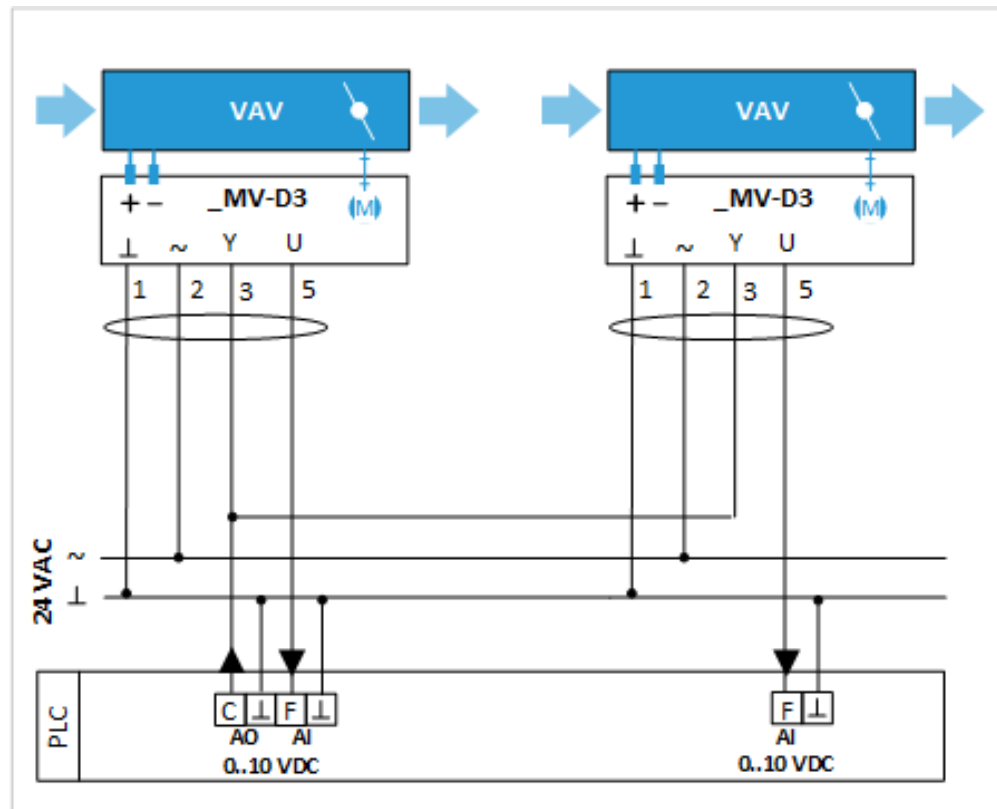 VAV VAV
+ − _MV-D3 (M) + − _MV-D3 (M)
⊥ ~ Y U ⊥ ~ Y U
1 2 3 5 1 2 3 5
24 VAC ~
⊥
PLC
C ⊥ F ⊥ F ⊥
AO AI AI
0..10 VDC 0..10 VDC